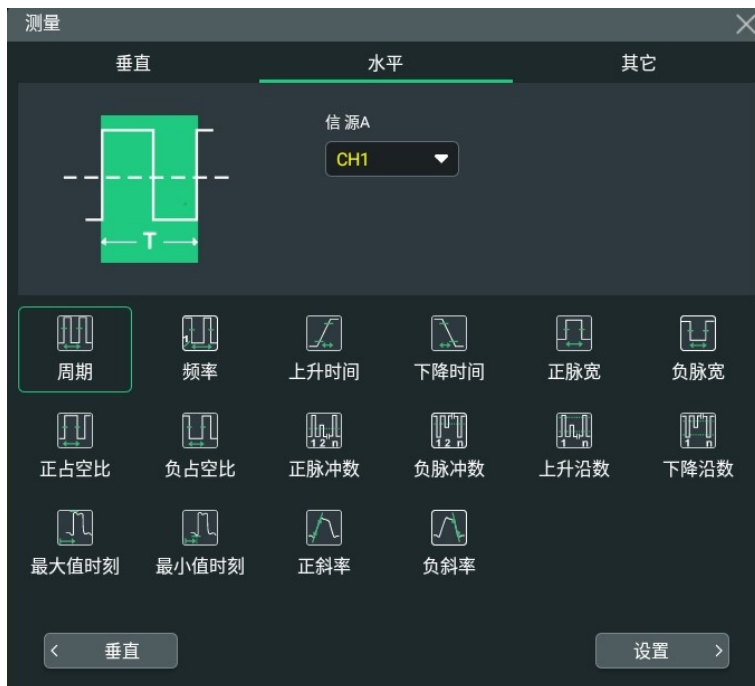 测量
垂直 水平 其它
信源A
CH1
T
周期 频率 上升时间 下降时间 正脉宽 负脉宽
正占空比 负占空比 正脉冲数 负脉冲数 上升沿数 下降沿数
最大值时刻 最小值时刻 正斜率 负斜率
垂直 设置